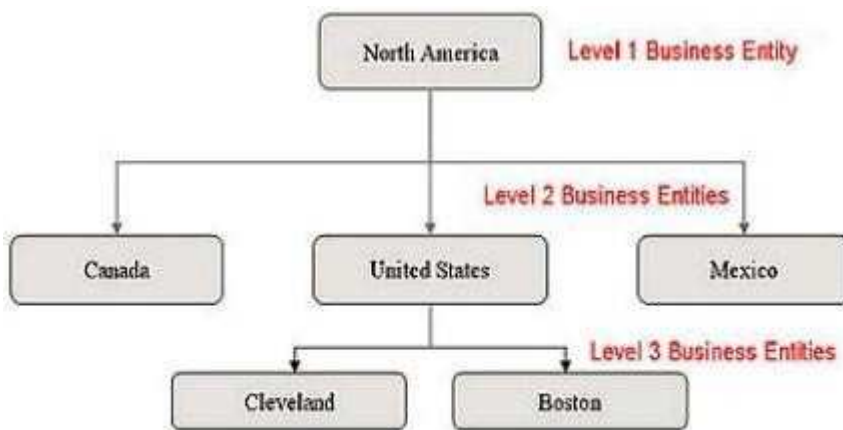 North America
Level 1 Business Entity
Level 2 Business Entities
Canada
United States
Mexico
Level 3 Business Entities
Cleveland
Boston